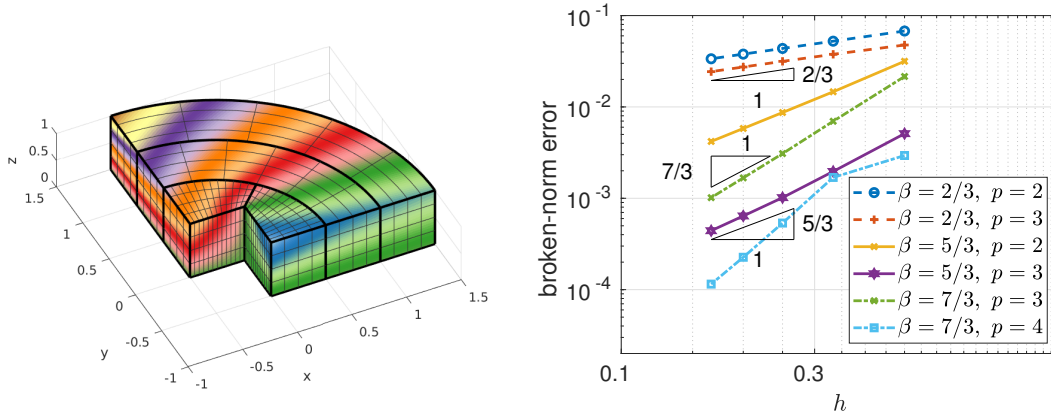 1
0.5
0
z
1.5
1
0.5
0
-0.5
-1
y
-1
-0.5
0
0.5
1
1.5
x
10^-1
10^-2
10^-3
10^-4
broken-norm error
2/3
1
1
7/3
5/3
1
β = 2/3, p = 2
β = 2/3, p = 3
β = 5/3, p = 2
β = 5/3, p = 3
β = 7/3, p = 3
β = 7/3, p = 4
0.1
0.3
h